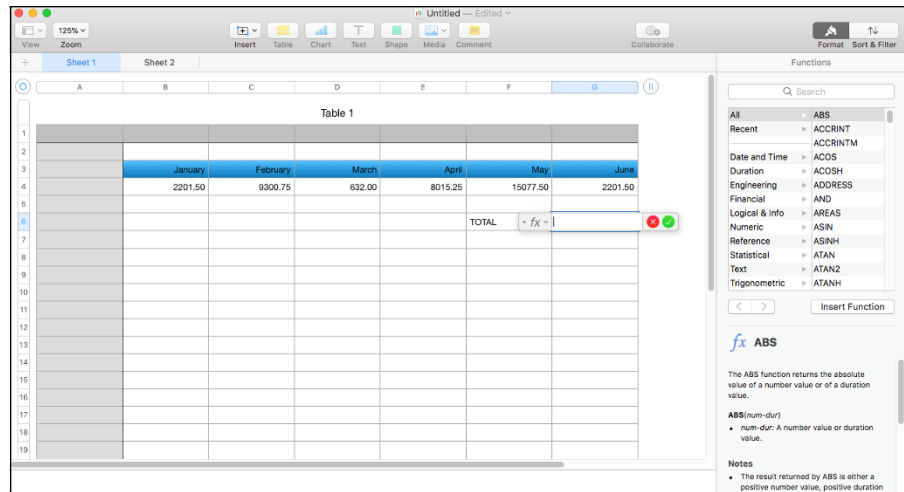 Untitled — Edited
125%
View Zoom Insert Table Chart Text Shape Media Comment Collaborate Format Sort & Filter
Sheet 1 Sheet 2 Functions
A B C D E F G
Search
Table 1
1
2
3 January February March April May June
4 2201.50 9300.75 632.00 8015.25 15077.50 2201.50
5
6 TOTAL fx
7
8
9
10
11
12
13
14
15
16
17
18
19
All ABS
Recent ACCRINT
ACCRINTM
Date and Time ACOS
Duration ACOSH
Engineering ADDRESS
Financial AND
Logical & Info AREAS
Numeric ASIN
Reference ASINH
Statistical ATAN
Text ATAN2
Trigonometric ATANH
Insert Function
fx ABS
The ABS function returns the absolute
value of a number value or of a duration
value.
ABS(num-dur)
• num-dur: A number value or duration
value.
Notes
• The result returned by ABS is either a
positive number value, positive duration